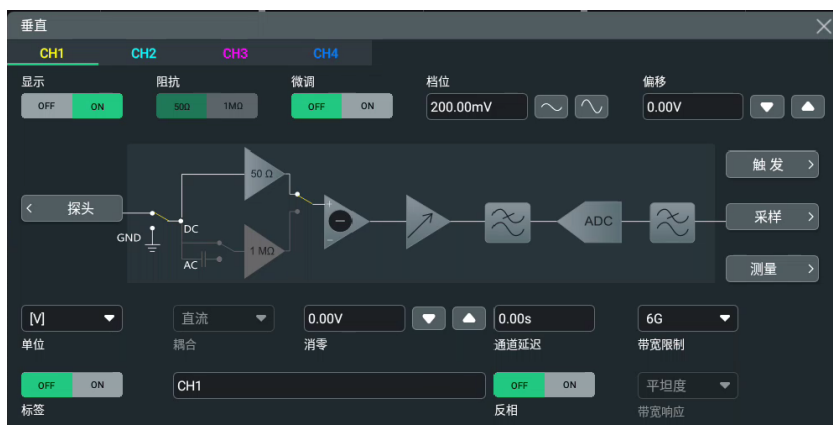 垂直
CH1 CH2 CH3 CH4
显示 阻抗 微调 档位 偏移
OFF ON 50Ω 1MΩ OFF ON 200.00mV 0.00V
触发
50 Ω
探头 采样
DC + ADC
GND −
1 MΩ
AC 测量
[V] 直流 0.00V 0.00s 6G
单位 耦合 消零 通道延迟 带宽限制
OFF ON CH1 OFF ON 平坦度
标签 反相 带宽响应